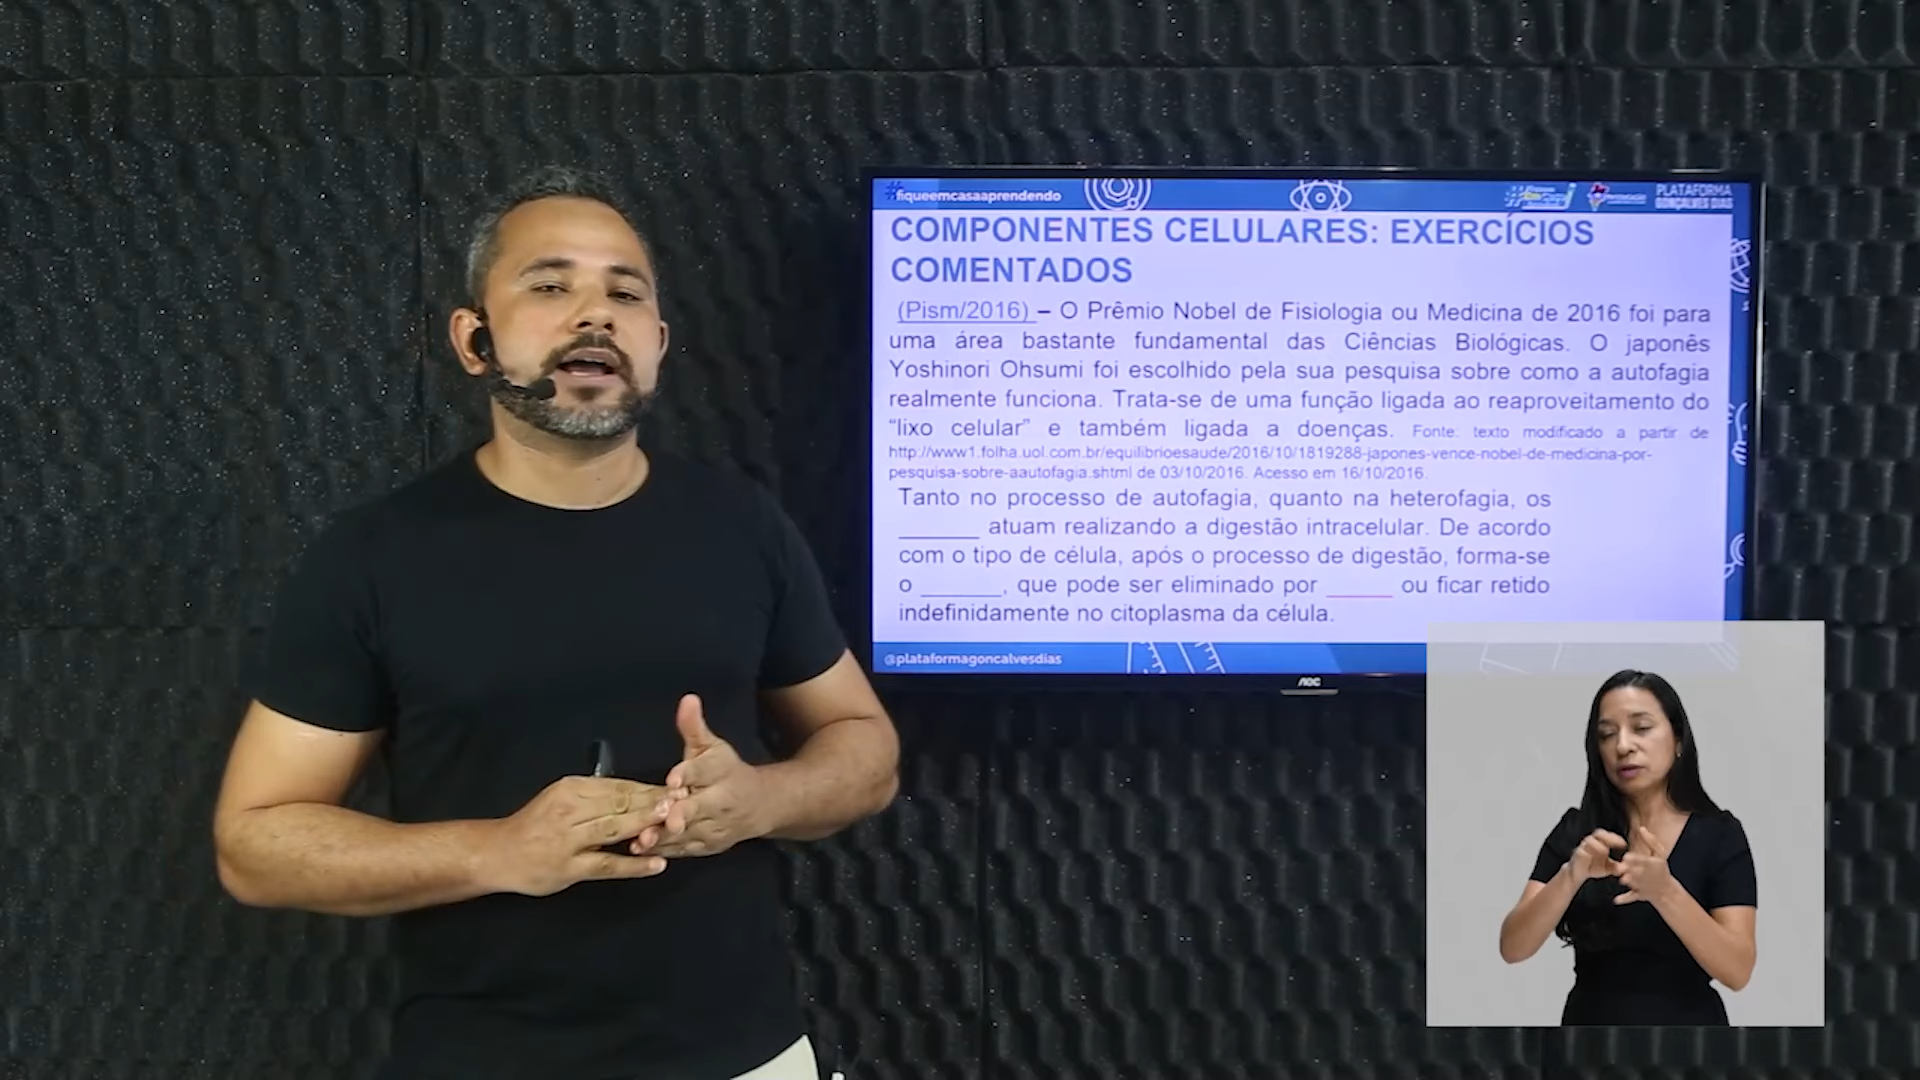 #fiqueemcasaaprendendo
PLATAFORMA
GONÇALVES DIAS
COMPONENTES CELULARES: EXERCÍCIOS
COMENTADOS
(Pism/2016) – O Prêmio Nobel de Fisiologia ou Medicina de 2016 foi para
uma área bastante fundamental das Ciências Biológicas. O japonês
Yoshinori Ohsumi foi escolhido pela sua pesquisa sobre como a autofagia
realmente funciona. Trata-se de uma função ligada ao reaproveitamento do
“lixo celular” e também ligada a doenças. Fonte: texto modificado a partir de
http://www1.folha.uol.com.br/equilibrioesaude/2016/10/1819288-japones-vence-nobel-de-medicina-por-
pesquisa-sobre-aautofagia.shtml de 03/10/2016. Acesso em 16/10/2016.
Tanto no processo de autofagia, quanto na heterofagia, os
______ atuam realizando a digestão intracelular. De acordo
com o tipo de célula, após o processo de digestão, forma-se
o ______, que pode ser eliminado por _____ ou ficar retido
indefinidamente no citoplasma da célula.
@plataformagoncalvesdias
AOC